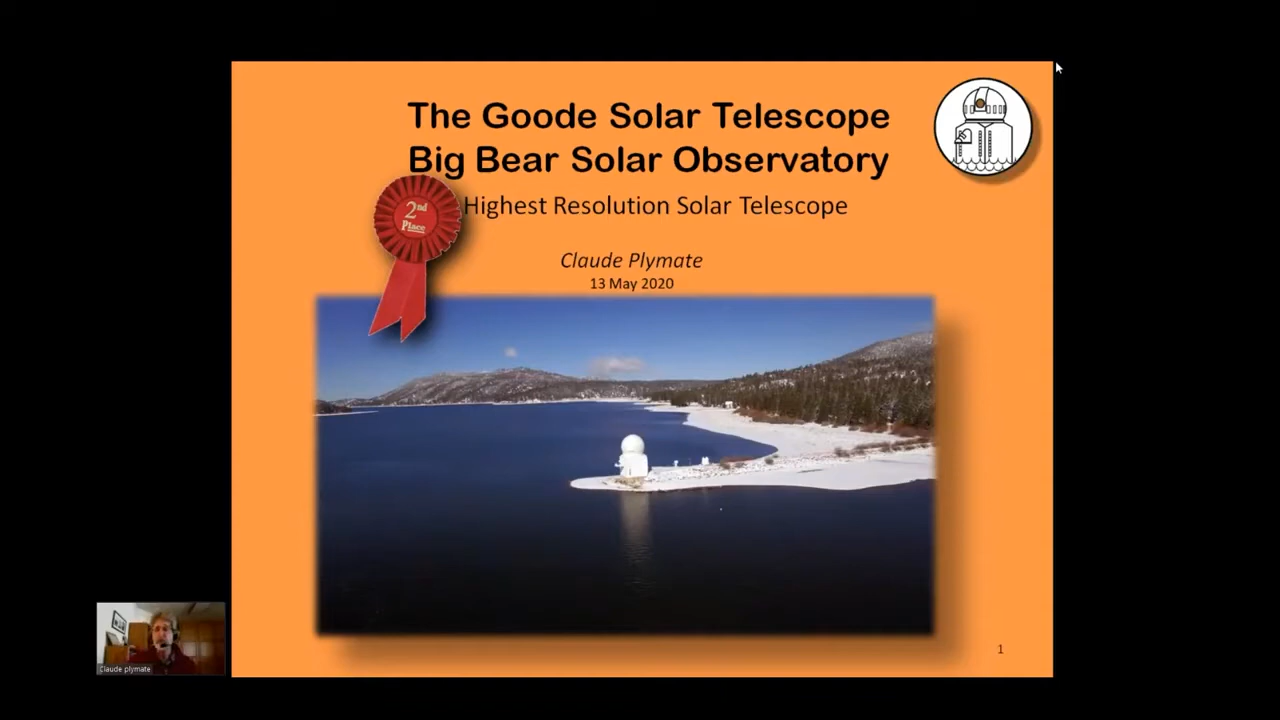 The Goode Solar Telescope
Big Bear Solar Observatory
2nd
Place
Highest Resolution Solar Telescope
Claude Plymate
13 May 2020
Claude plymate
1